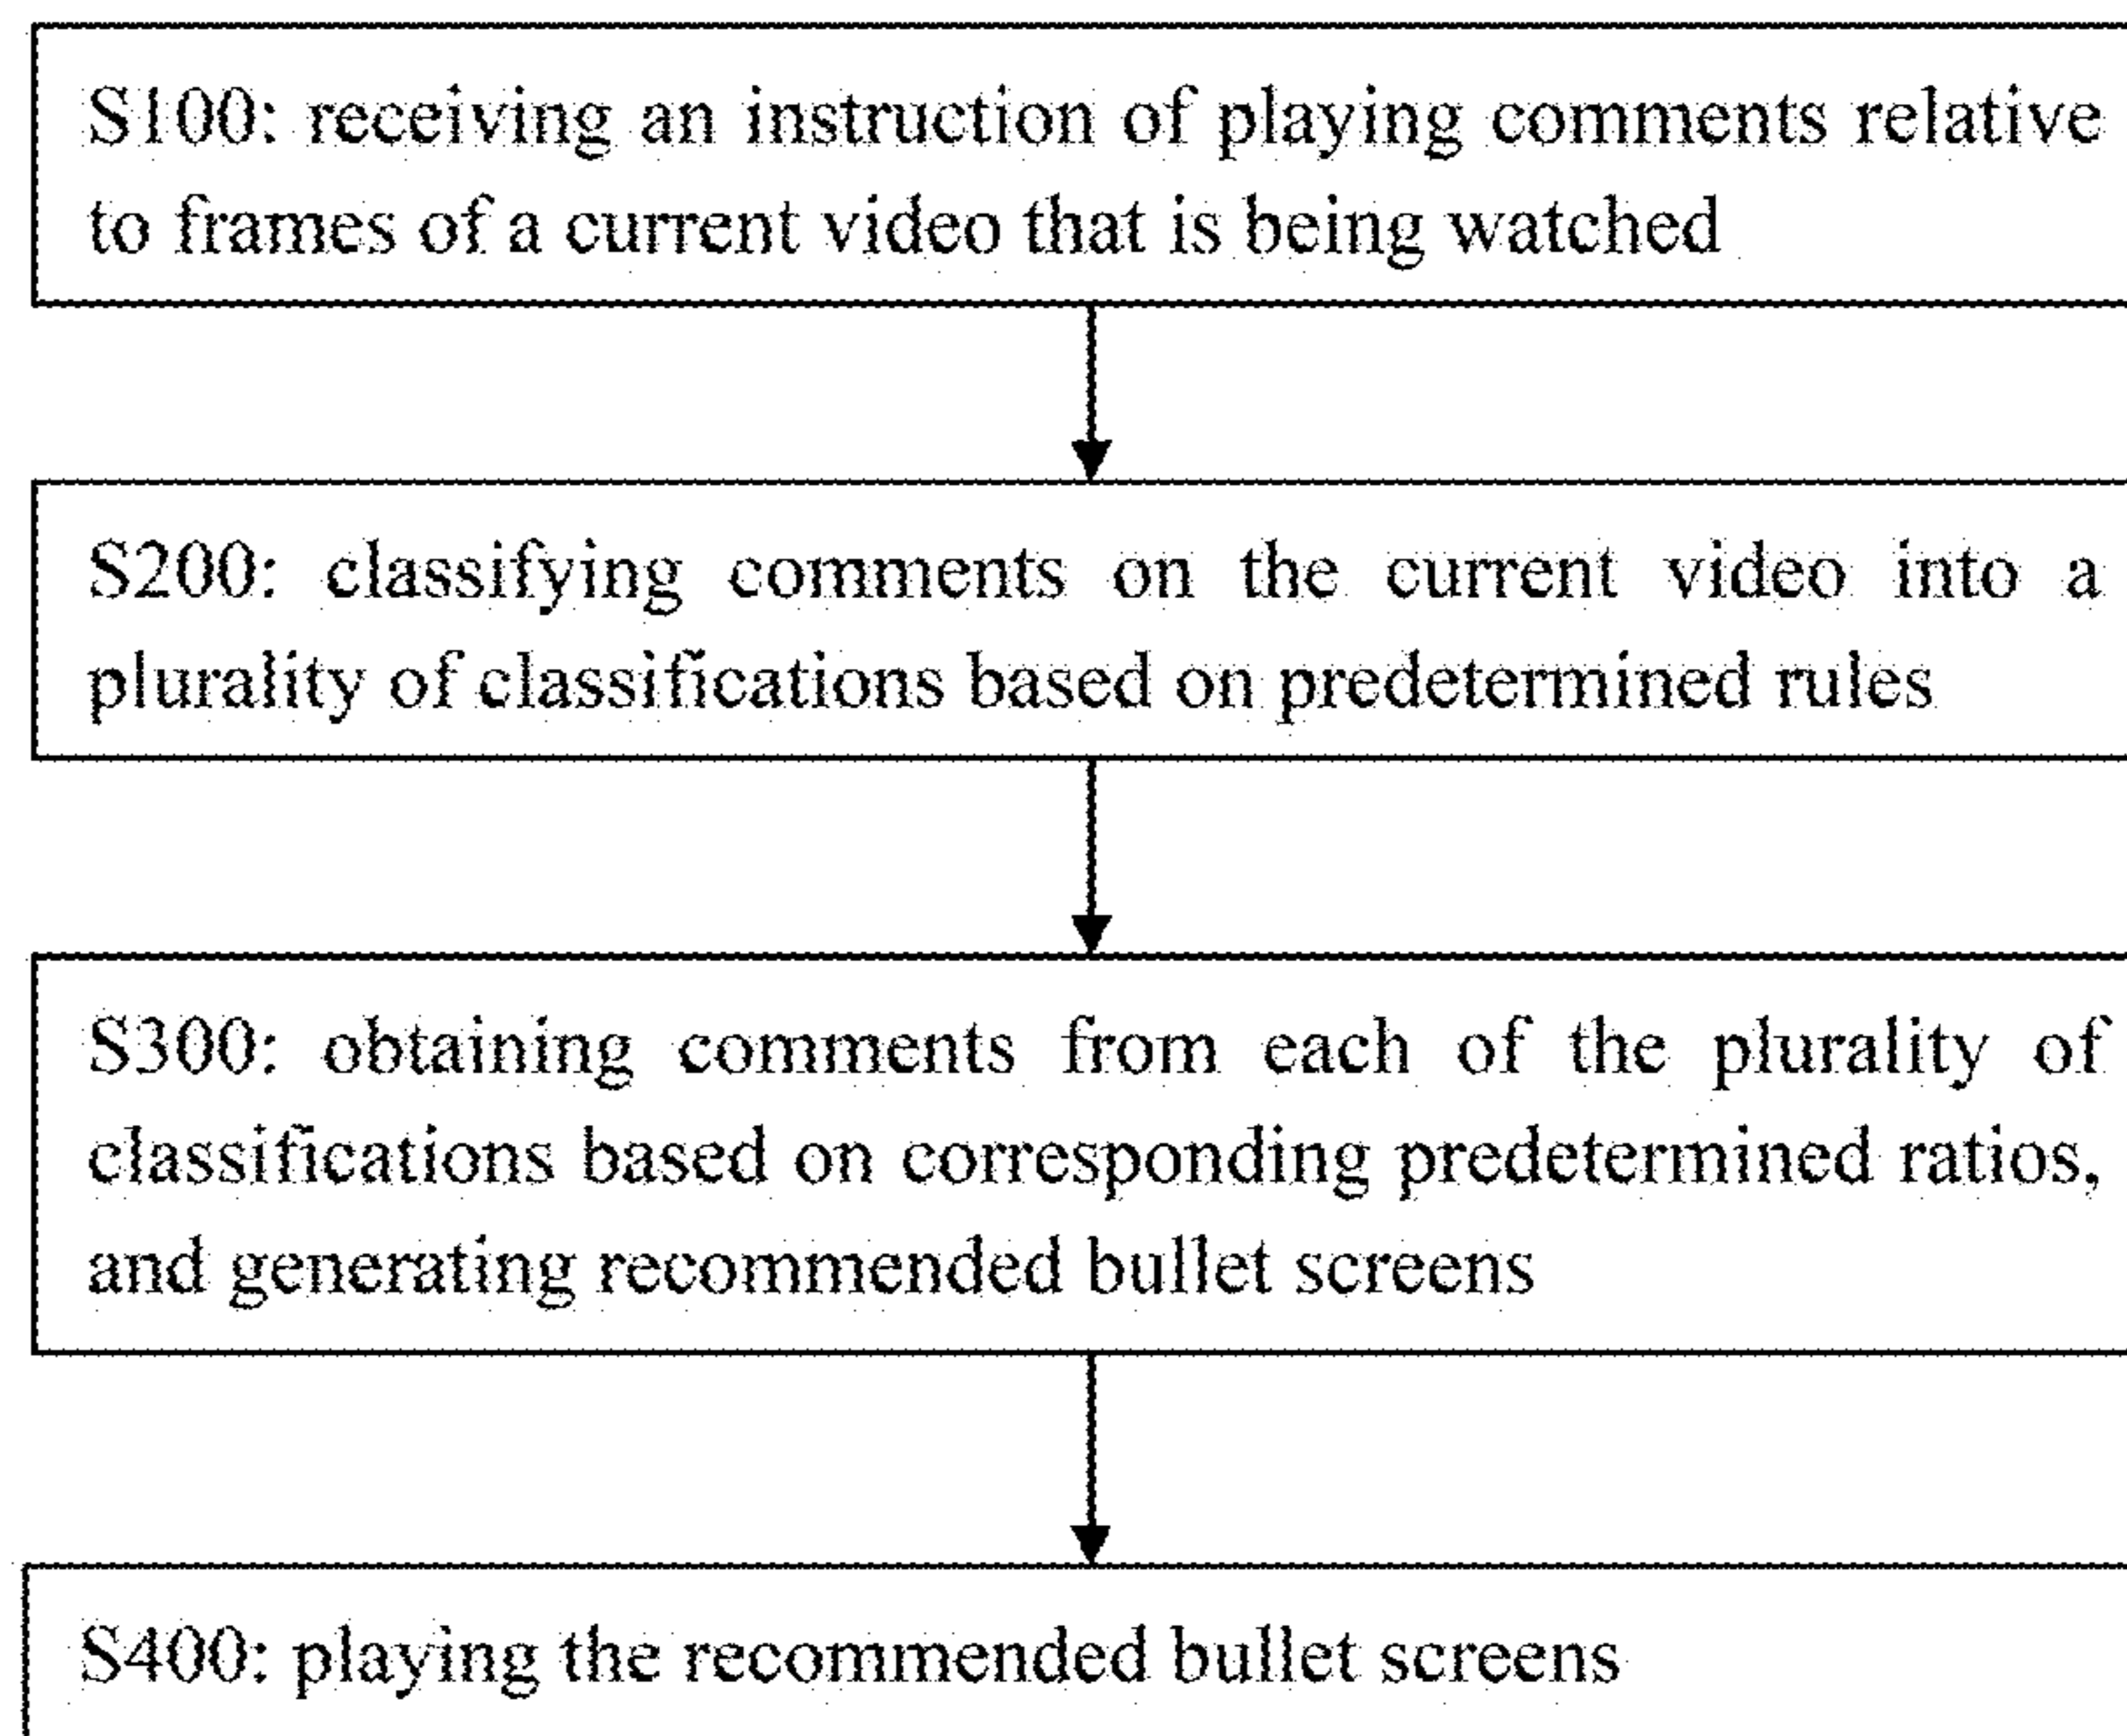 S100: receiving an instruction of playing comments relative
to frames of a current video that is being watched
S200: classifying comments on the current video into a
plurality of classifications based on predetermined rules
S300: obtaining comments from each of the plurality of
classifications based on corresponding predetermined ratios,
and generating recommended bullet screens
S400: playing the recommended bullet screens